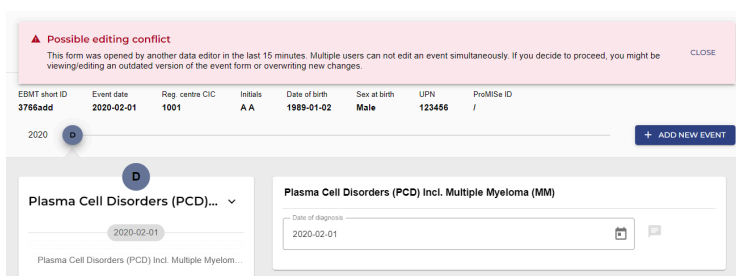 Possible editing conflict
This form was opened by another data editor in the last 15 minutes. Multiple users can not edit an event simultaneously. If you decide to proceed, you might be
viewing/editing an outdated version of the event form or overwriting new changes.
CLOSE
EBMT short ID Event date Reg. centre CIC Initials Date of birth Sex at birth UPN ProMISe ID
3766add 2020-02-01 1001 A A 1989-01-02 Male 123456 /
2020 D + ADD NEW EVENT
D
Plasma Cell Disorders (PCD)...
2020-02-01
Plasma Cell Disorders (PCD) Incl. Multiple Myelom...
Plasma Cell Disorders (PCD) Incl. Multiple Myeloma (MM)
Date of diagnosis
2020-02-01